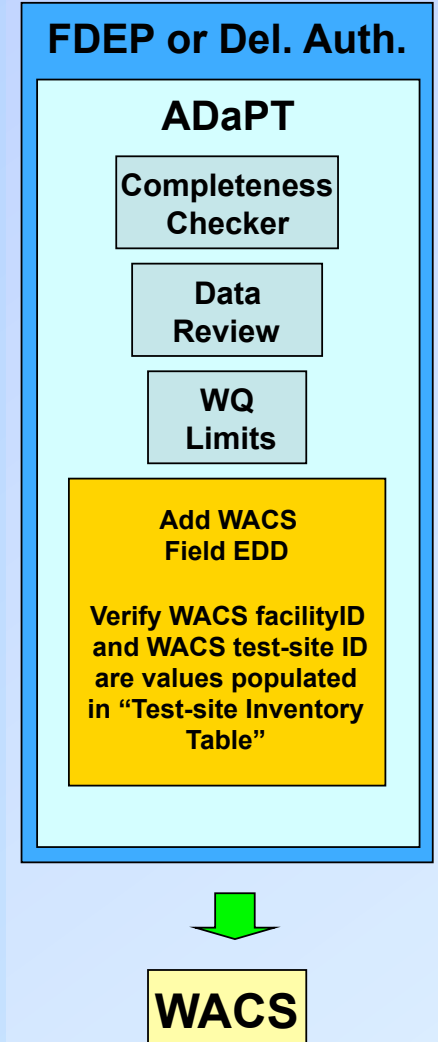 FDEP or Del. Auth.
ADaPT
Completeness
Checker
Data
Review
WQ
Limits
Add WACS
Field EDD
Verify WACS facilityID
and WACS test-site ID
are values populated
in “Test-site Inventory
Table”
WACS